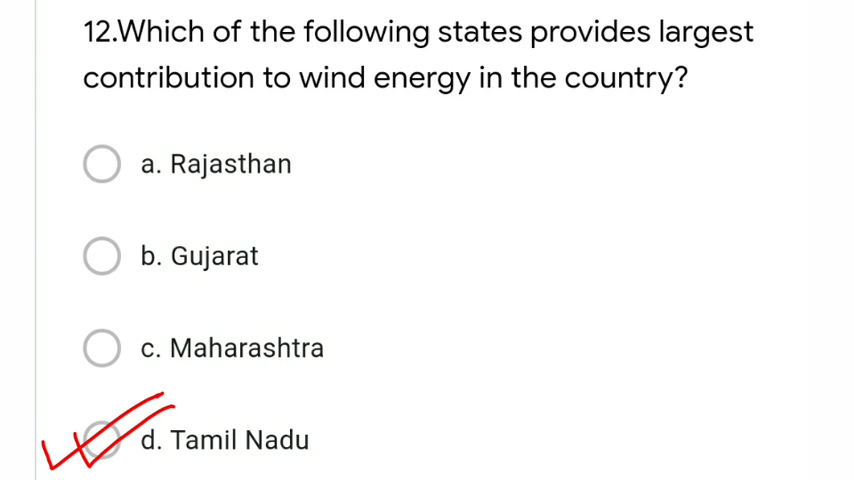 12.Which of the following states provides largest
contribution to wind energy in the country?
a. Rajasthan
b. Gujarat
c. Maharashtra
d. Tamil Nadu